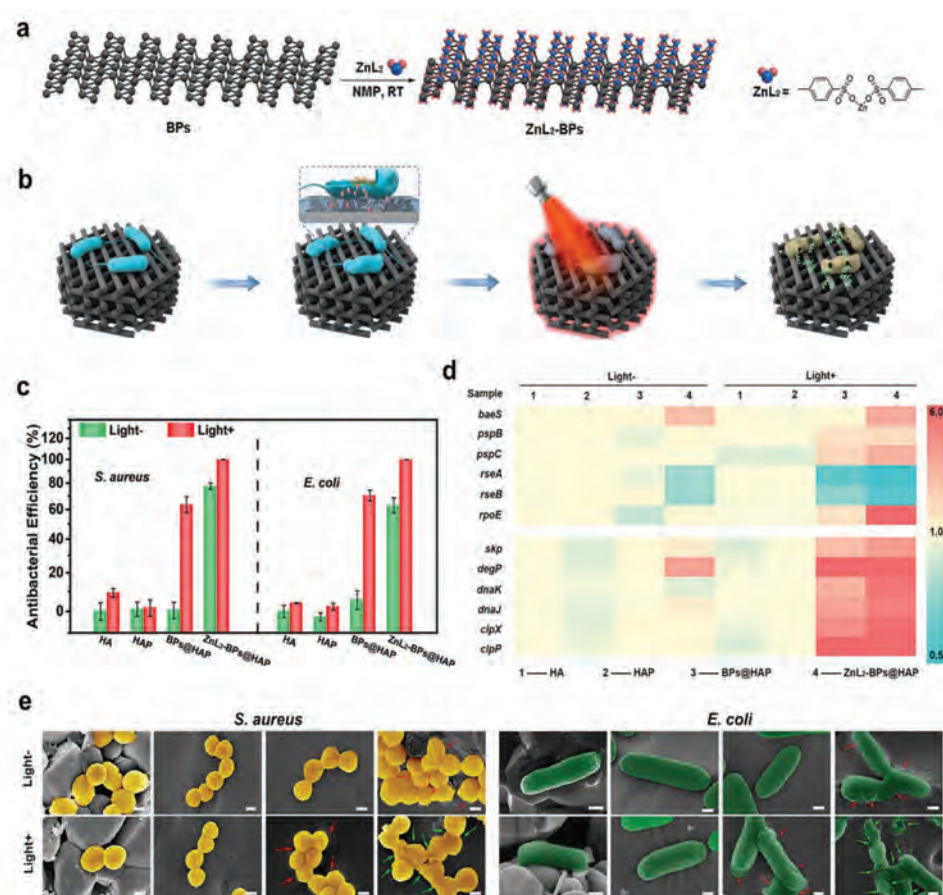 a
ZnL₂
NMP, RT
BPs
ZnL₂-BPs
ZnL₂ =
O O O O
S S
O O
Zn
b
c
Antibacterial Efficiency (%)
120
100
80
60
40
20
0
Light- Light+
S. aureus
E. coli
HA HAP BPs@HAP ZnL₂-BPs@HAP HA HAP BPs@HAP ZnL₂-BPs@HAP
d
Light- Light+
Sample 1 2 3 4 1 2 3 4
baeS
pspB
pspC
rseA
rseB
rpoE
skp
degP
dnaK
dnaJ
clpX
clpP
6.0
1.0
0.5
1 — HA 2 — HAP 3 — BPs@HAP 4 — ZnL₂-BPs@HAP
e
S. aureus E. coli
Light-
Light+